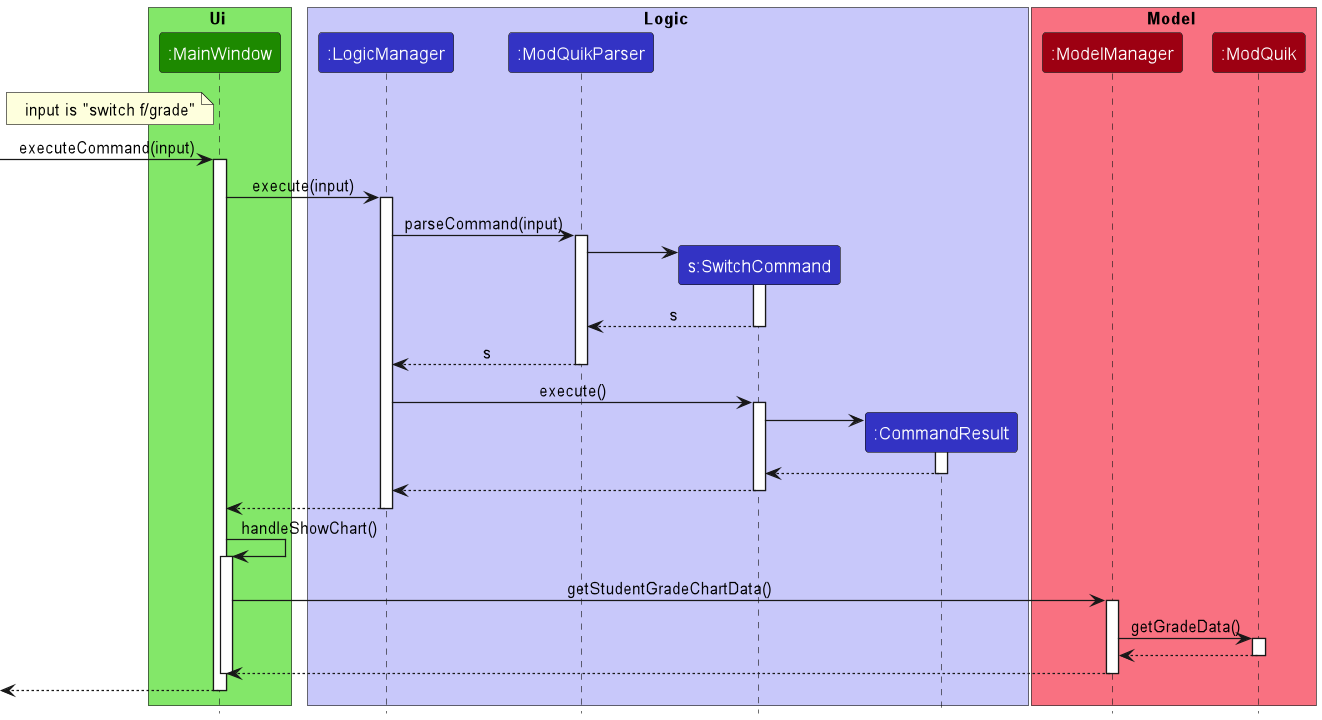 Ui
Logic
Model
:MainWindow
:LogicManager
:ModQuikParser
:ModelManager
:ModQuik
input is "switch f/grade"
executeCommand(input)
execute(input)
parseCommand(input)
s:SwitchCommand
s
s
execute()
:CommandResult
handleShowChart()
getStudentGradeChartData()
getGradeData()